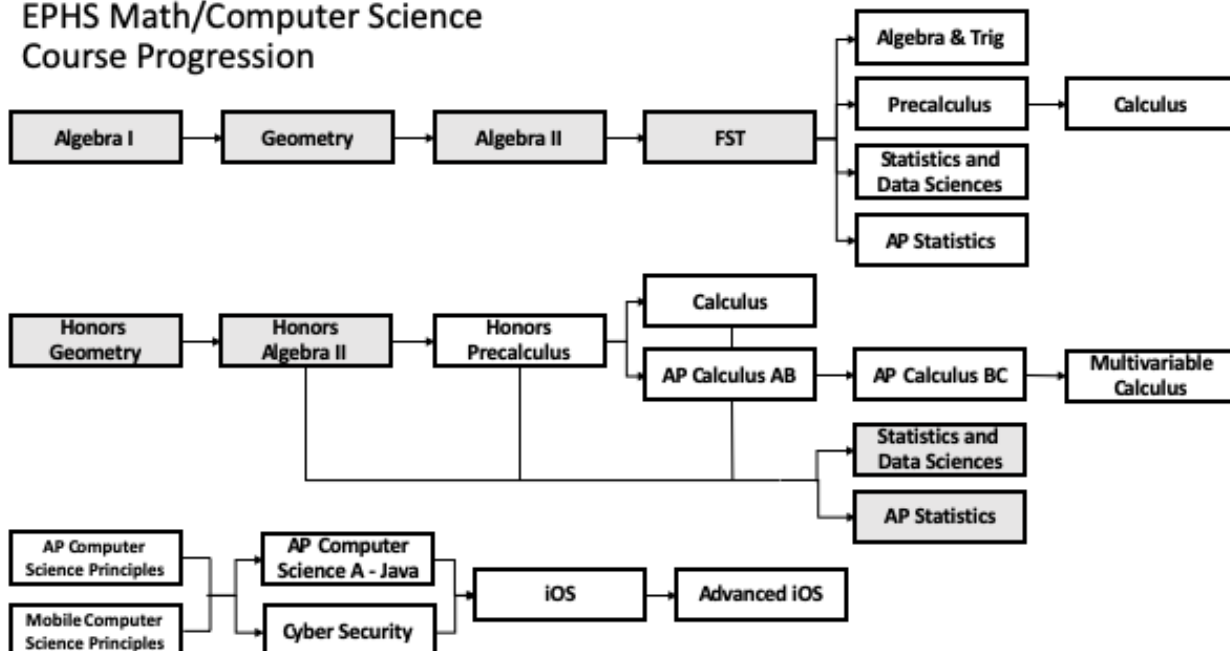 EPHS Math/Computer Science
Course Progression
Algebra & Trig
Algebra I
Geometry
Algebra II
FST
Precalculus
Calculus
Statistics and
Data Sciences
AP Statistics
Honors
Geometry
Honors
Algebra II
Honors
Precalculus
Calculus
AP Calculus AB
AP Calculus BC
Multivariable
Calculus
Statistics and
Data Sciences
AP Statistics
AP Computer
Science Principles
Mobile Computer
Science Principles
AP Computer
Science A - Java
Cyber Security
iOS
Advanced iOS